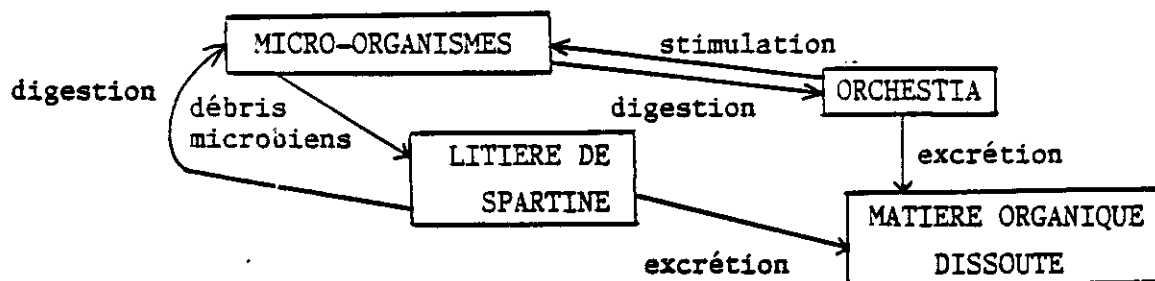 MICRO-ORGANISMES
stimulation
digestion
ORCHESTIA
débris
digestion
microbiens
LITIERE DE
excrétion
SPARTINE
MATIERE ORGANIQUE
excrétion
DISSOUTE